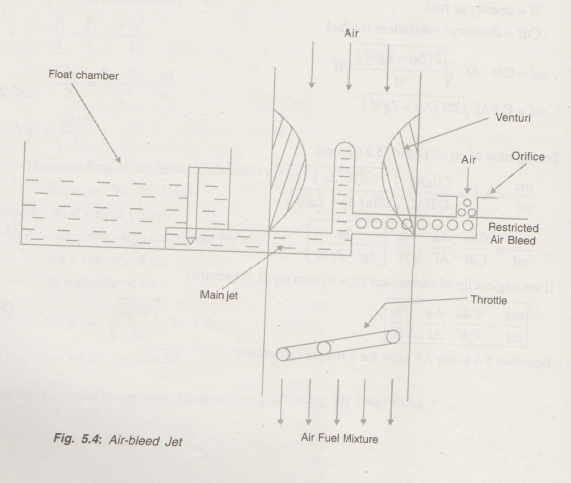 Air
Float chamber
Venturi
Air
Orifice
Restricted
Air Bleed
Main jet
Throttle
Air Fuel Mixture
Fig. 5.4: Air-bleed Jet